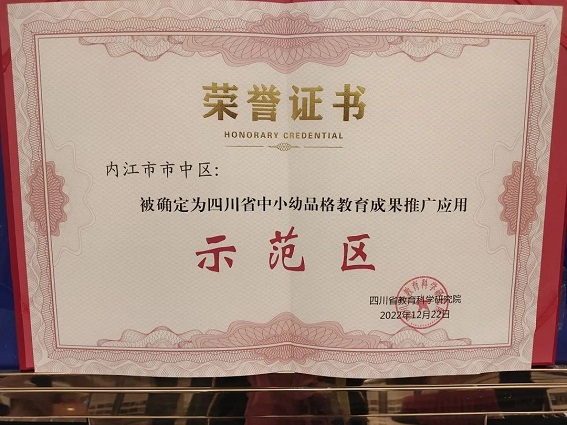 荣誉证书
HONORARY CREDENTIAL
内江市市中区:
被确定为四川省中小幼品格教育成果推广应用
示范区
四川省教育科学研究院
2022年12月22日